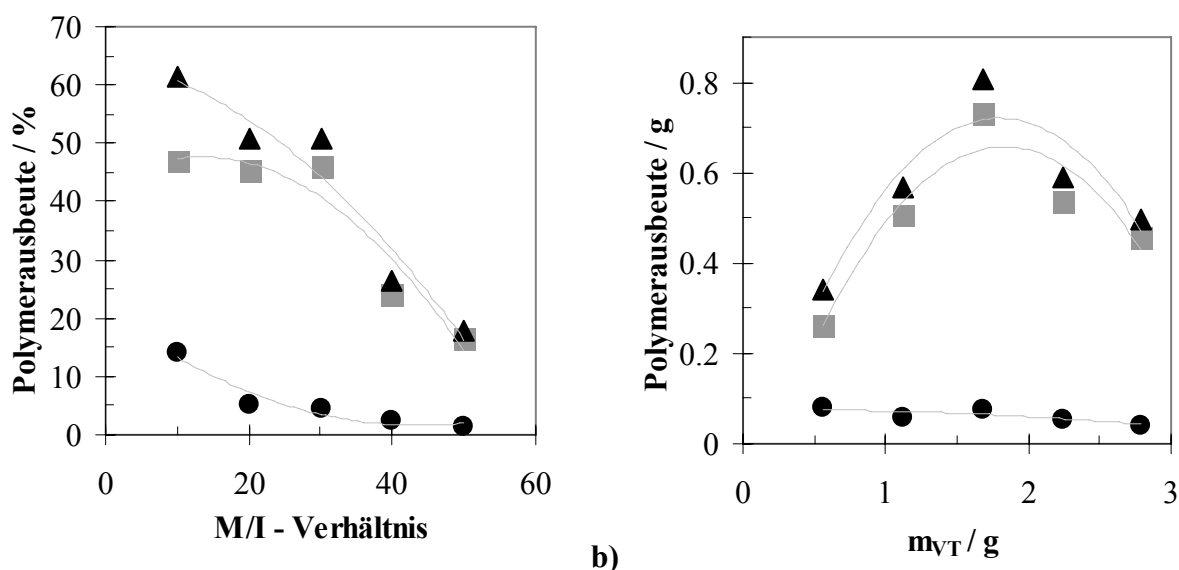 Polymerausbeute / %
70
60
50
40
30
20
10
0
0 20 40 60
M/I - Verhältnis
b)
Polymerausbeute / g
0.8
0.6
0.4
0.2
0
0 1 2 3
mVT / g